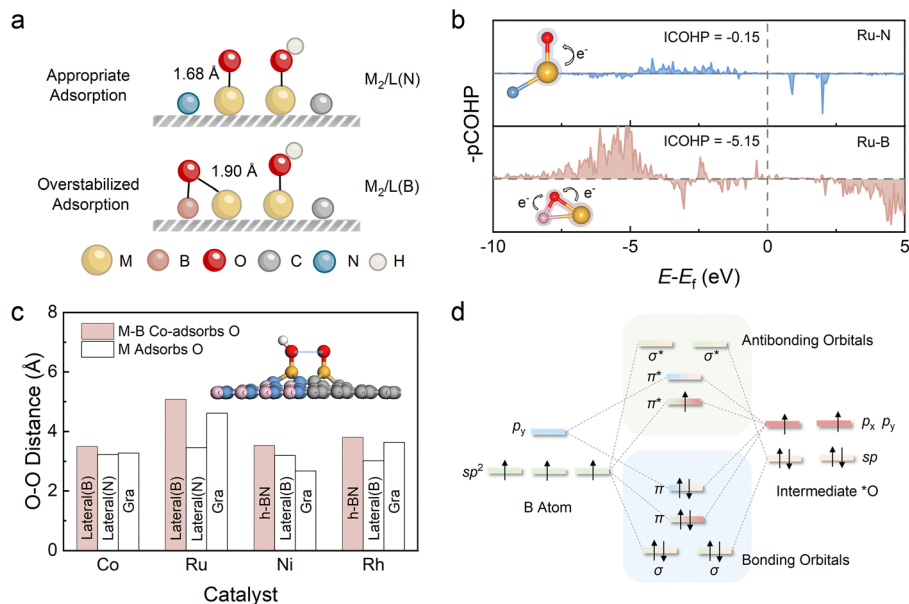 a
Appropriate
Adsorption
1.68 Å
M₂/L(N)
Overstabilized
Adsorption
1.90 Å
M₂/L(B)
M
B
O
C
N
H
b
-pCOHP
ICOHP = -0.15
Ru-N
e⁻
ICOHP = -5.15
Ru-B
e⁻
e⁻
-10
-5
0
5
E-Ef (eV)
c
O-O Distance (Å)
8
6
4
2
0
M-B Co-adsorbs O
M Adsorbs O
Lateral(B)
Lateral(N)
Gra
Lateral(B)
Lateral(N)
Gra
h-BN
Lateral(B)
Gra
h-BN
Lateral(B)
Gra
Co
Ru
Ni
Rh
Catalyst
d
Antibonding Orbitals
σ*
σ*
π*
π*
py
sp²
B Atom
px py
sp
Intermediate *O
π
π
σ
σ
Bonding Orbitals